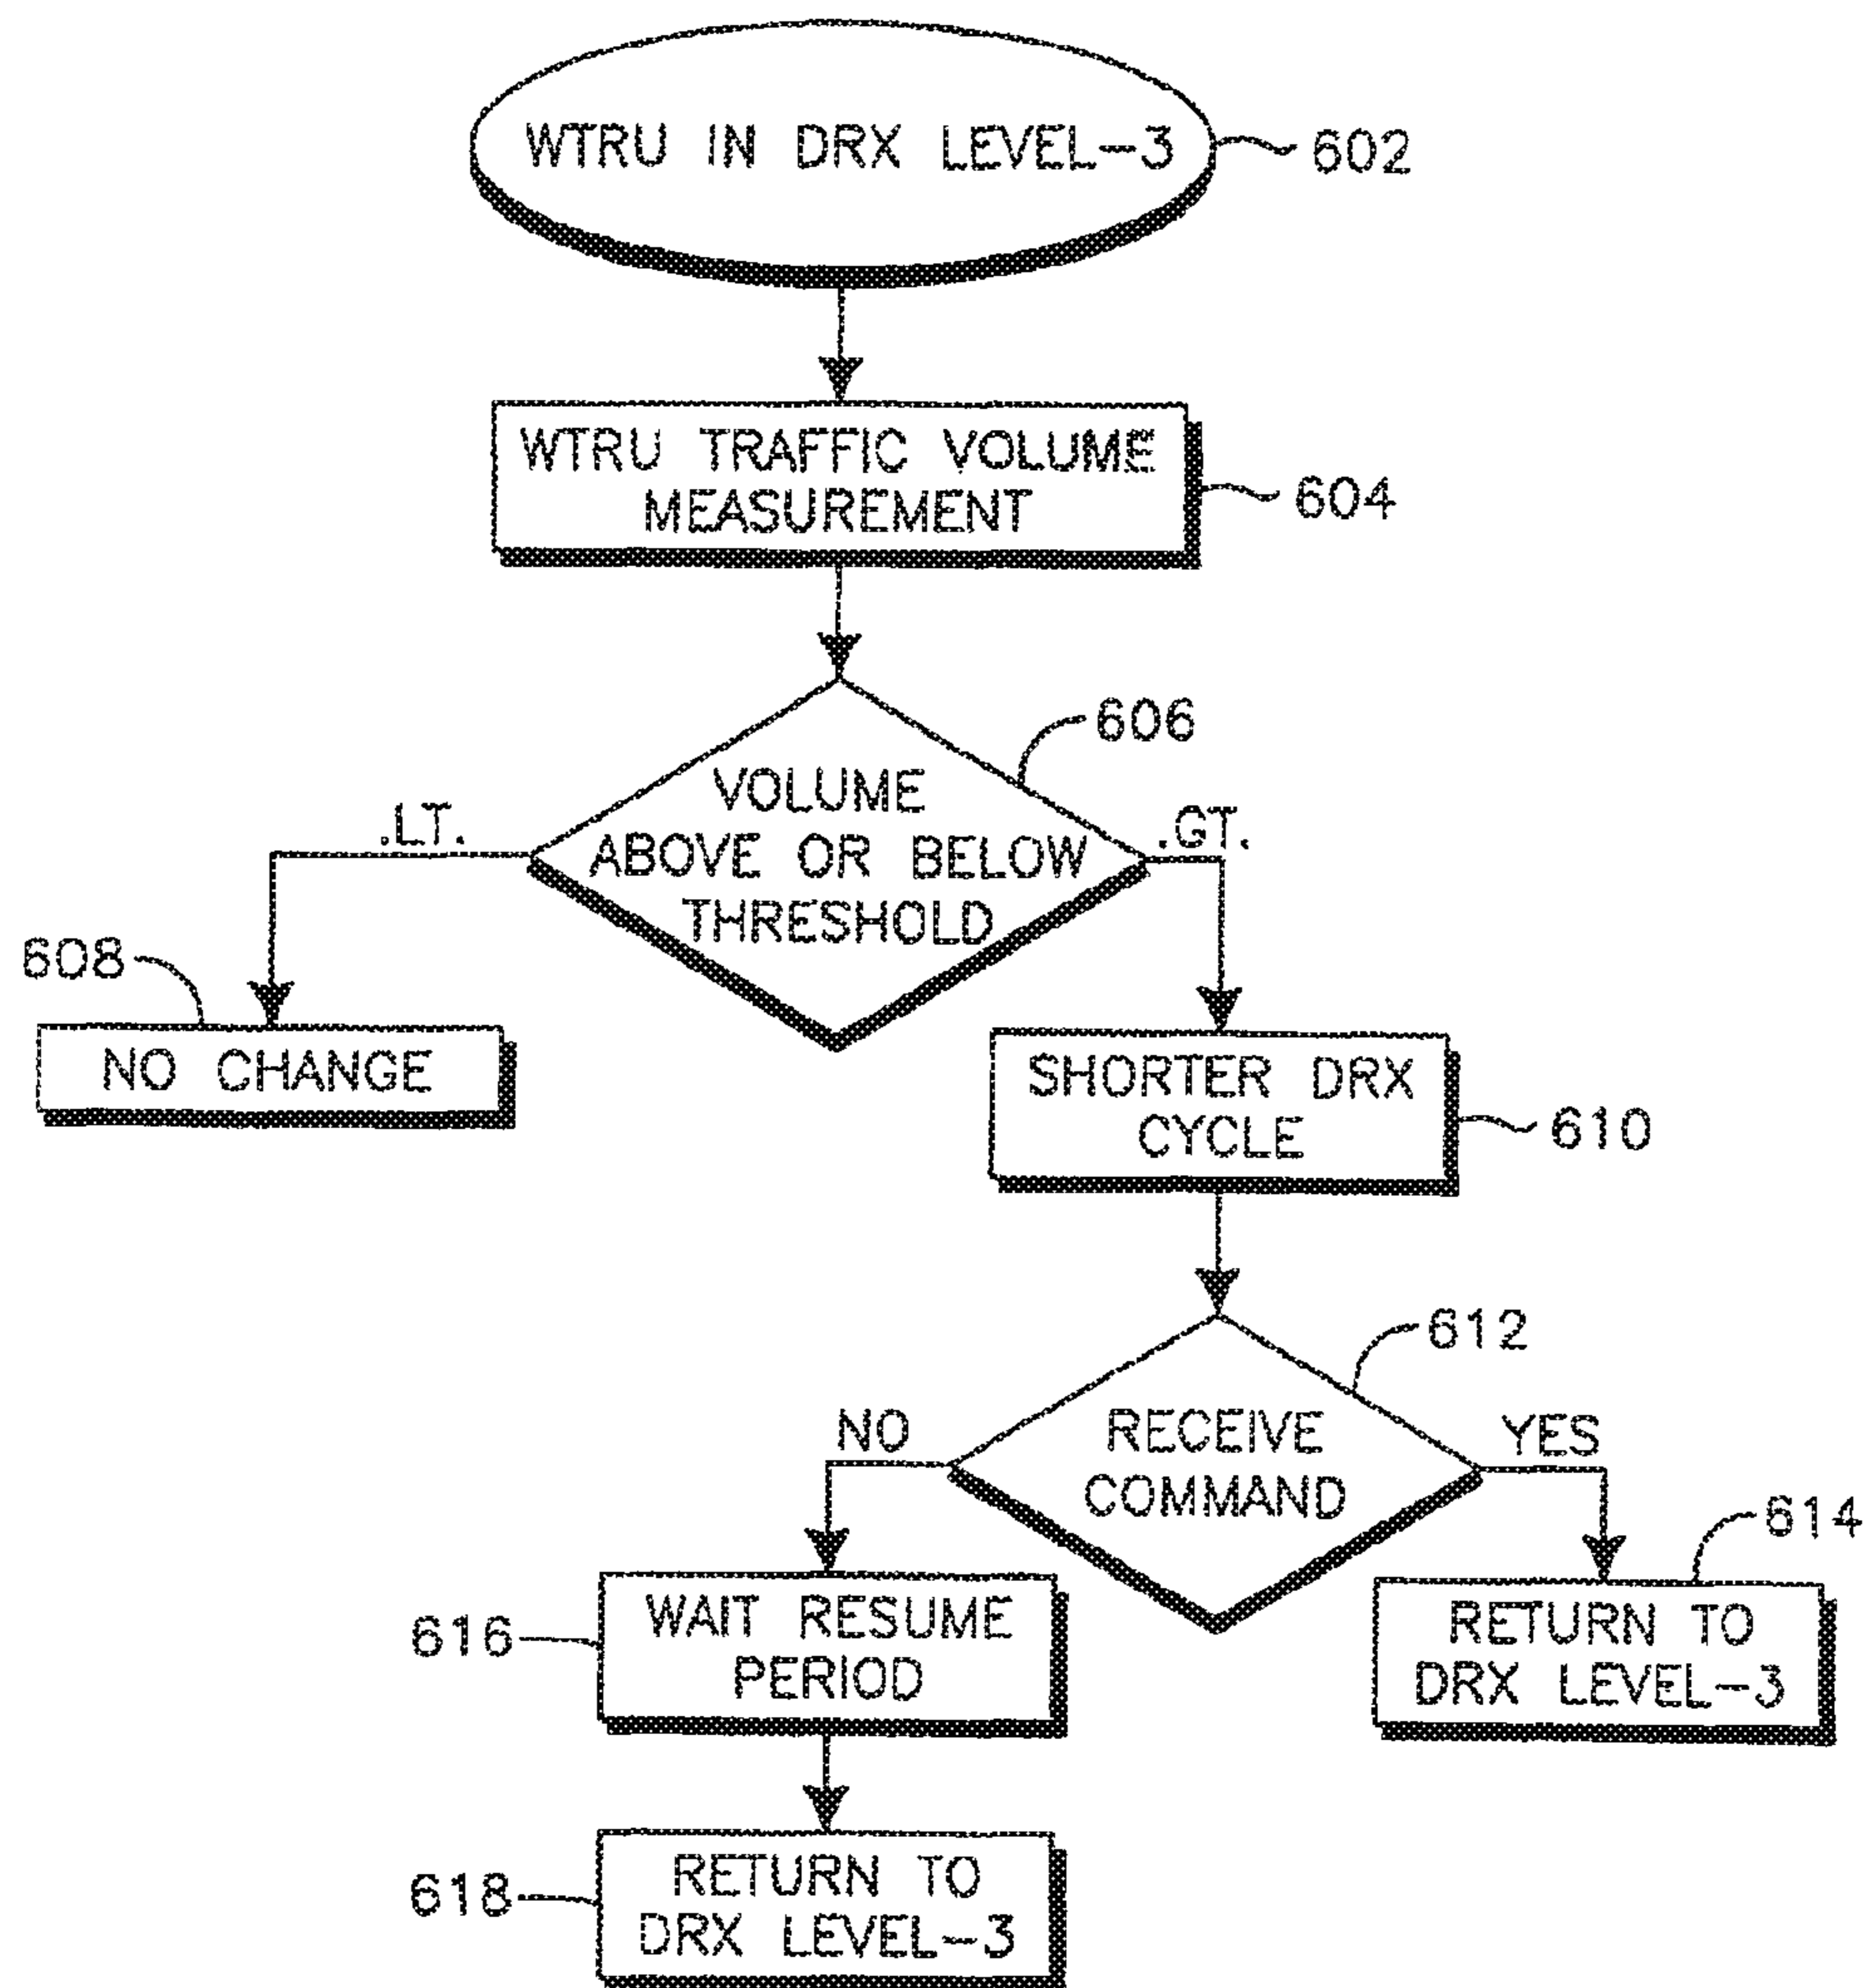 WTRU IN DRX LEVEL-3
602
WTRU TRAFFIC VOLUME
MEASUREMENT
604
606
VOLUME
ABOVE OR BELOW
THRESHOLD
.LT.
.GT.
608
NO CHANGE
SHORTER DRX
CYCLE
610
612
RECEIVE
COMMAND
NO
YES
614
616
WAIT RESUME
PERIOD
RETURN TO
DRX LEVEL-3
618
RETURN TO
DRX LEVEL-3